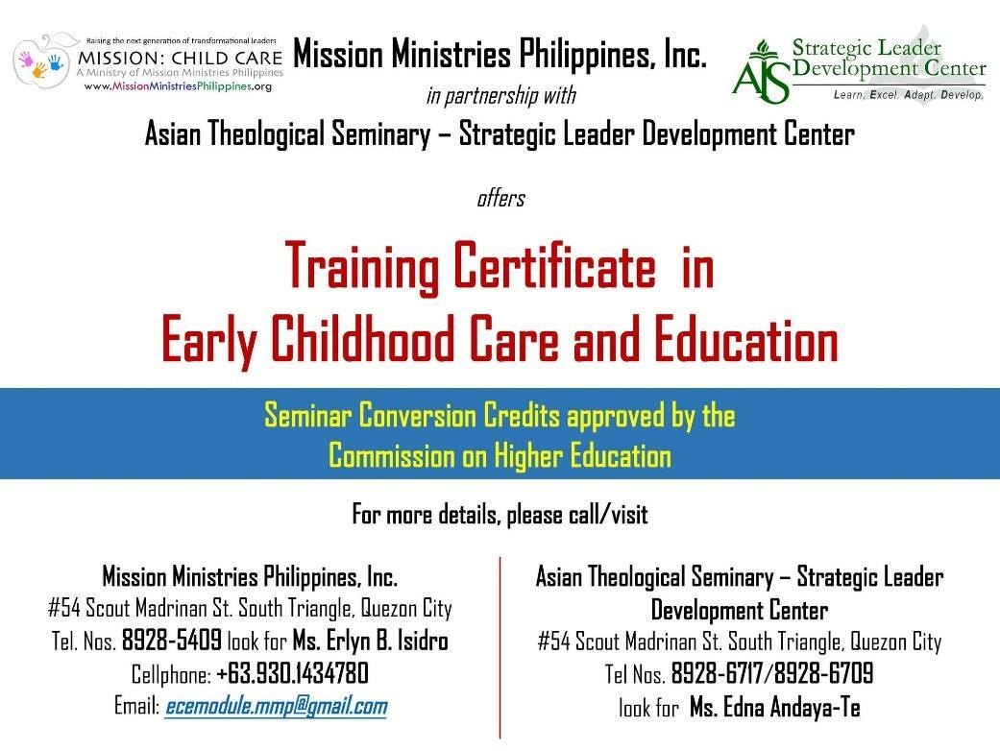 Raising the next generation of transformational leaders
MISSION: CHILD CARE
A Ministry of Mission Ministries Philippines
www.MissionMinistriesPhilippines.org
Mission Ministries Philippines, Inc.
in partnership with
Asian Theological Seminary – Strategic Leader Development Center
ATS
Strategic Leader
Development Center
Learn. Excel. Adapt. Develop.
offers
Training Certificate in
Early Childhood Care and Education
Seminar Conversion Credits approved by the
Commission on Higher Education
For more details, please call/visit
Mission Ministries Philippines, Inc.
#54 Scout Madrinan St. South Triangle, Quezon City
Tel. Nos. 8928-5409 look for Ms. Erlyn B. Isidro
Cellphone: +63.930.1434780
Email: ecemodule.mmp@gmail.com
Asian Theological Seminary – Strategic Leader
Development Center
#54 Scout Madrinan St. South Triangle, Quezon City
Tel Nos. 8928-6717/8928-6709
look for Ms. Edna Andaya-Te